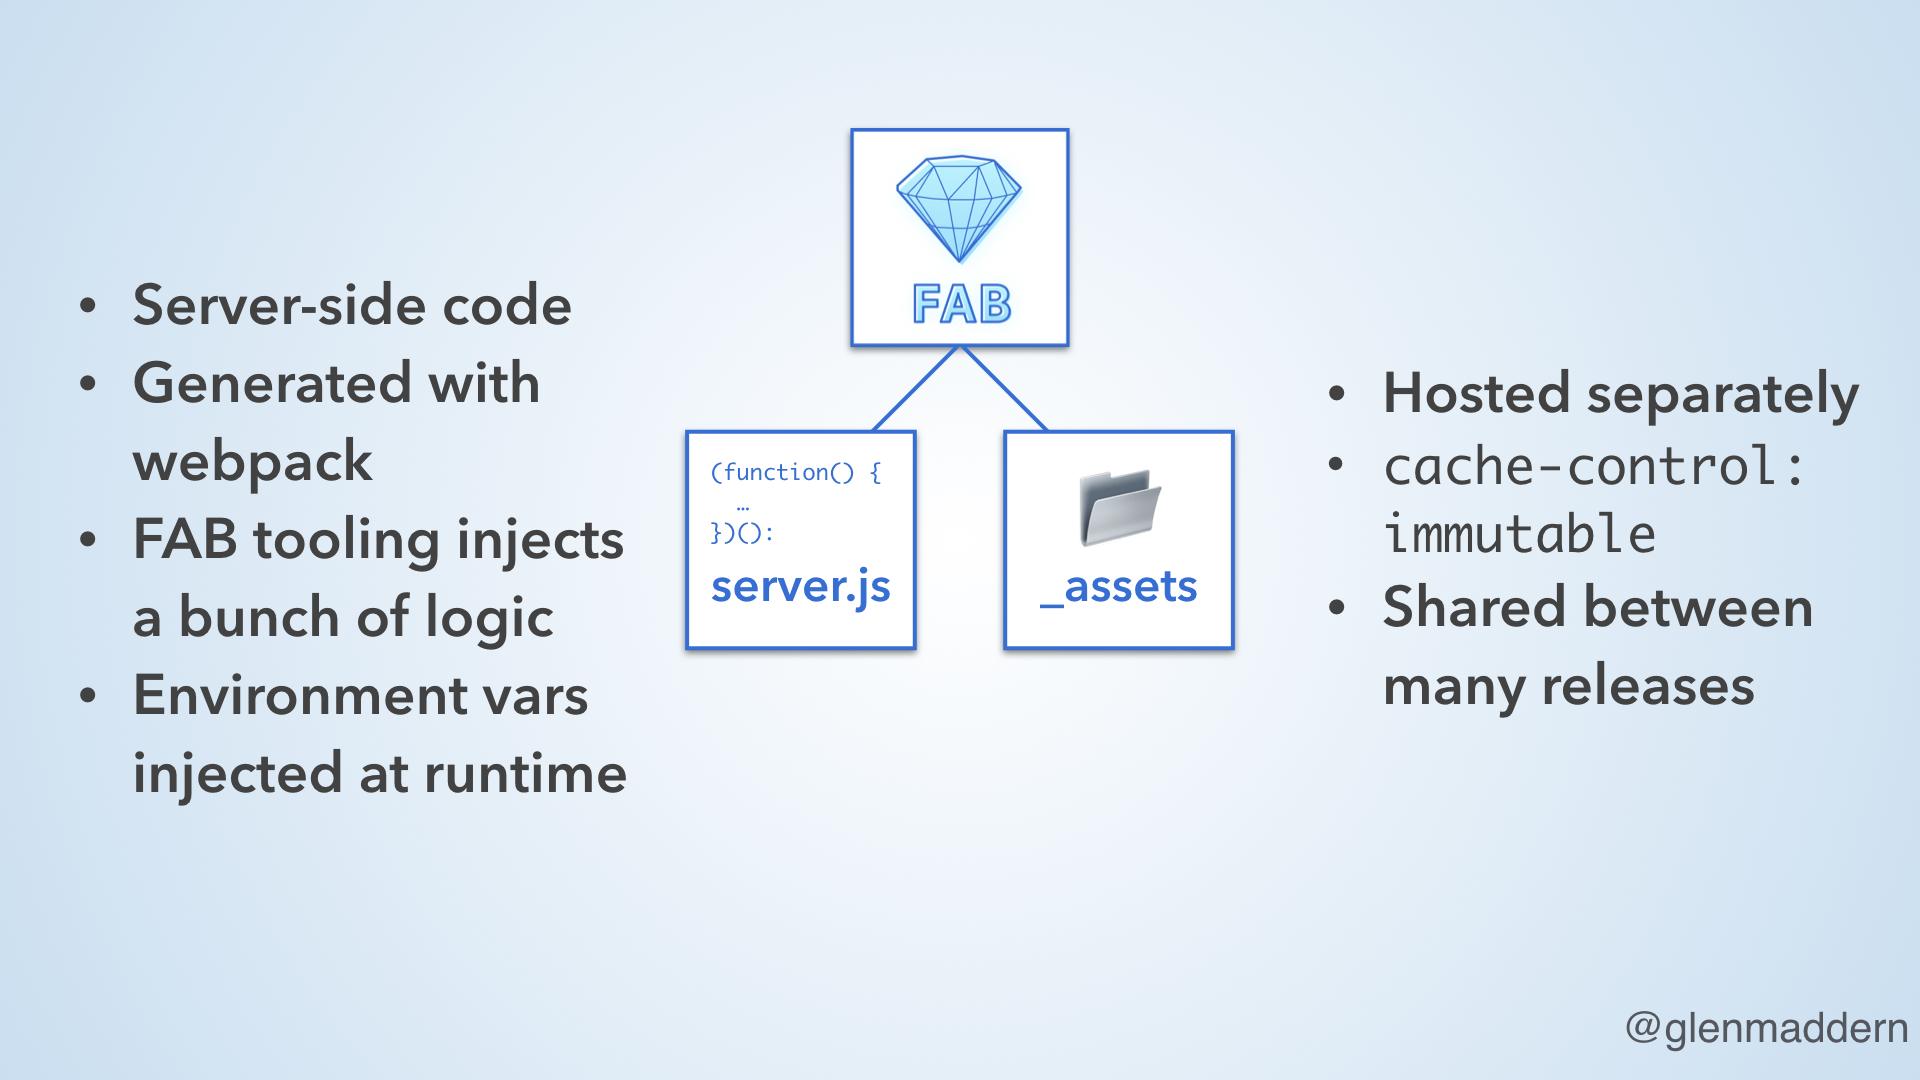 FAB
• Server-side code
• Generated with
webpack
• FAB tooling injects
a bunch of logic
• Environment vars
injected at runtime
(function() {
…
})():
server.js
_assets
• Hosted separately
• cache-control:
immutable
• Shared between
many releases
@glenmaddern